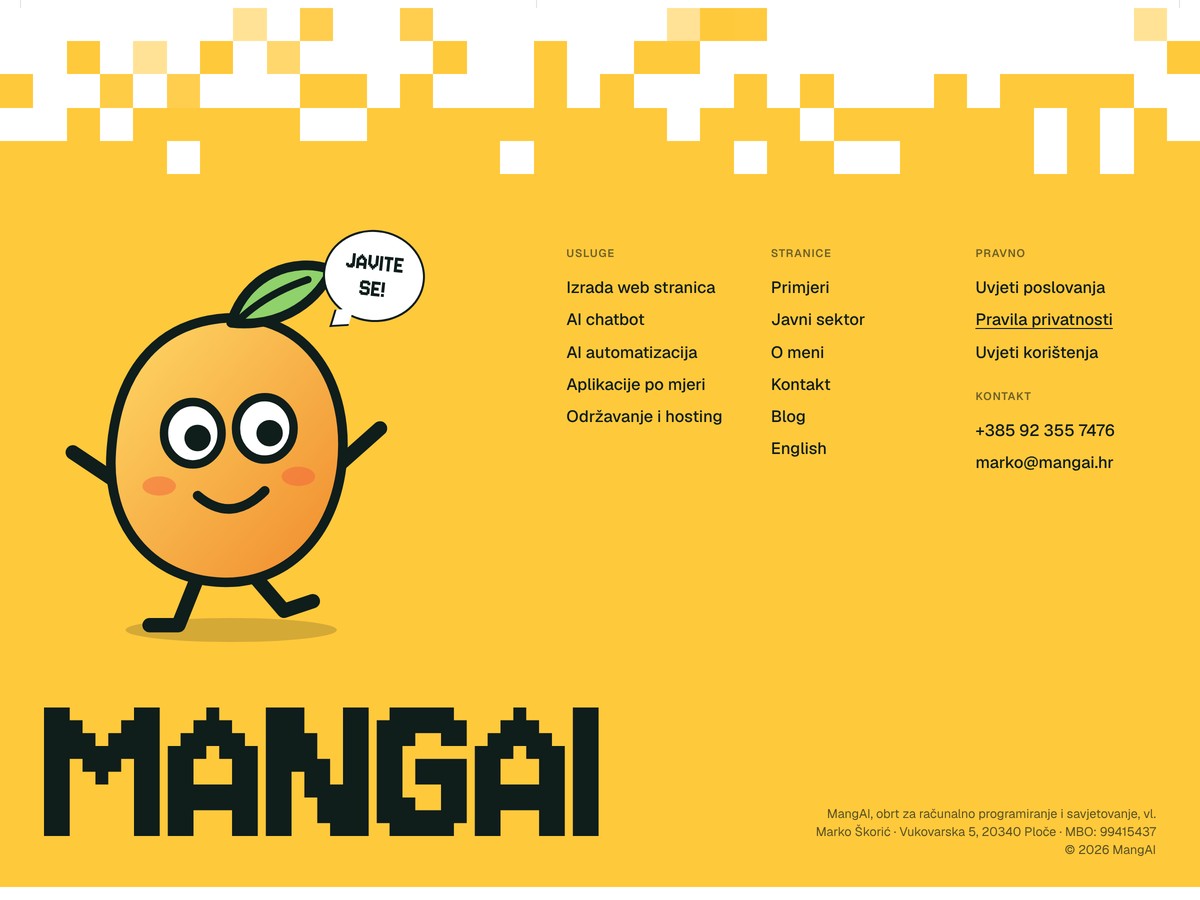 JAVITE
SE!
USLUGE
Izrada web stranica
AI chatbot
AI automatizacija
Aplikacije po mjeri
Održavanje i hosting
STRANICE
Primjeri
Javni sektor
O meni
Kontakt
Blog
English
PRAVNO
Uvjeti poslovanja
Pravila privatnosti
Uvjeti korištenja
KONTAKT
+385 92 355 7476
marko@mangai.hr
MANGAI
MangAI, obrt za računalno programiranje i savjetovanje, vl.
Marko Škorić · Vukovarska 5, 20340 Ploče · MBO: 99415437
© 2026 MangAI